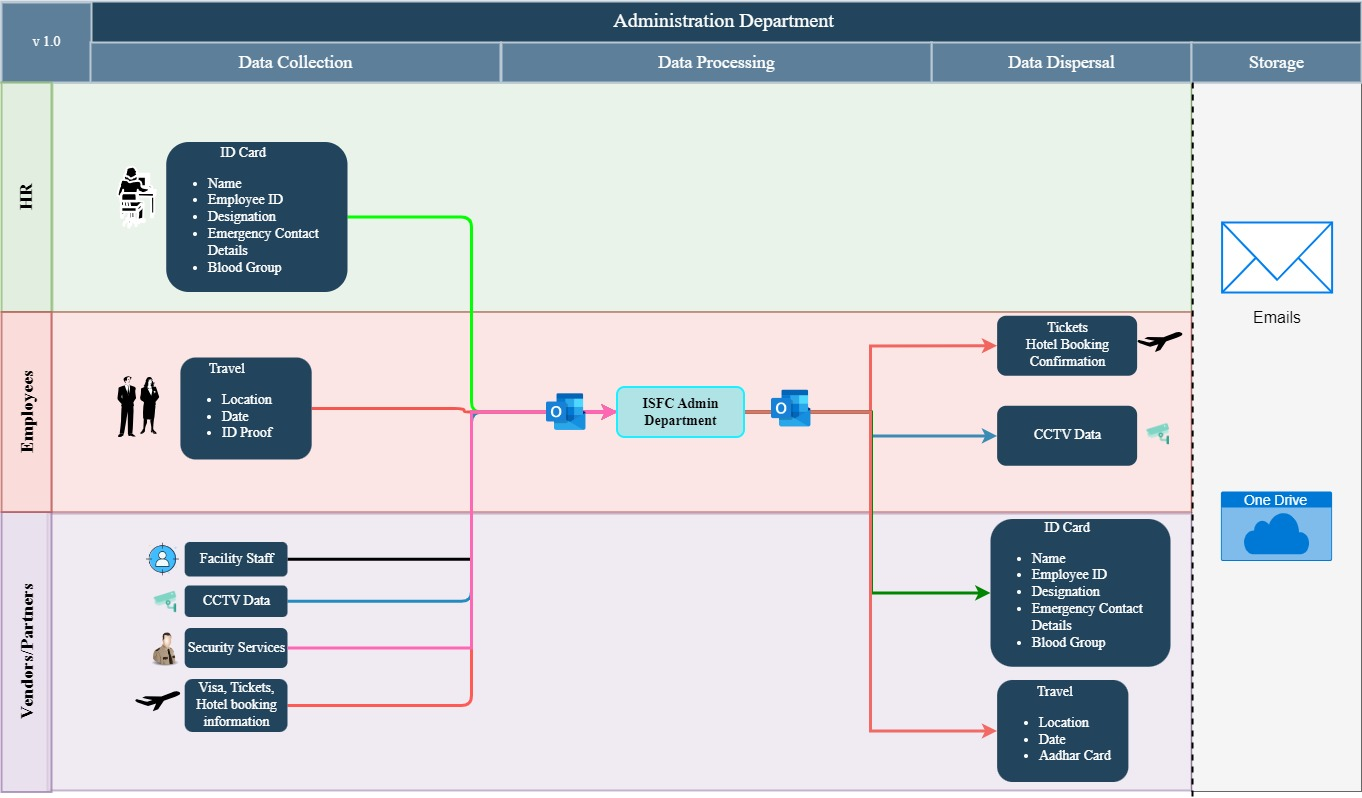 v 1.0
Administration Department
Data Collection
Data Processing
Data Dispersal
Storage
HR
ID Card
• Name
• Employee ID
• Designation
• Emergency Contact
Details
• Blood Group
Emails
Employees
Travel
• Location
• Date
• ID Proof
O
ISFC Admin
Department
O
Tickets
Hotel Booking
Confirmation
CCTV Data
One Drive
Vendors/Partners
Facility Staff
CCTV Data
Security Services
Visa, Tickets,
Hotel booking
information
ID Card
• Name
• Employee ID
• Designation
• Emergency Contact
Details
• Blood Group
Travel
• Location
• Date
• Aadhar Card